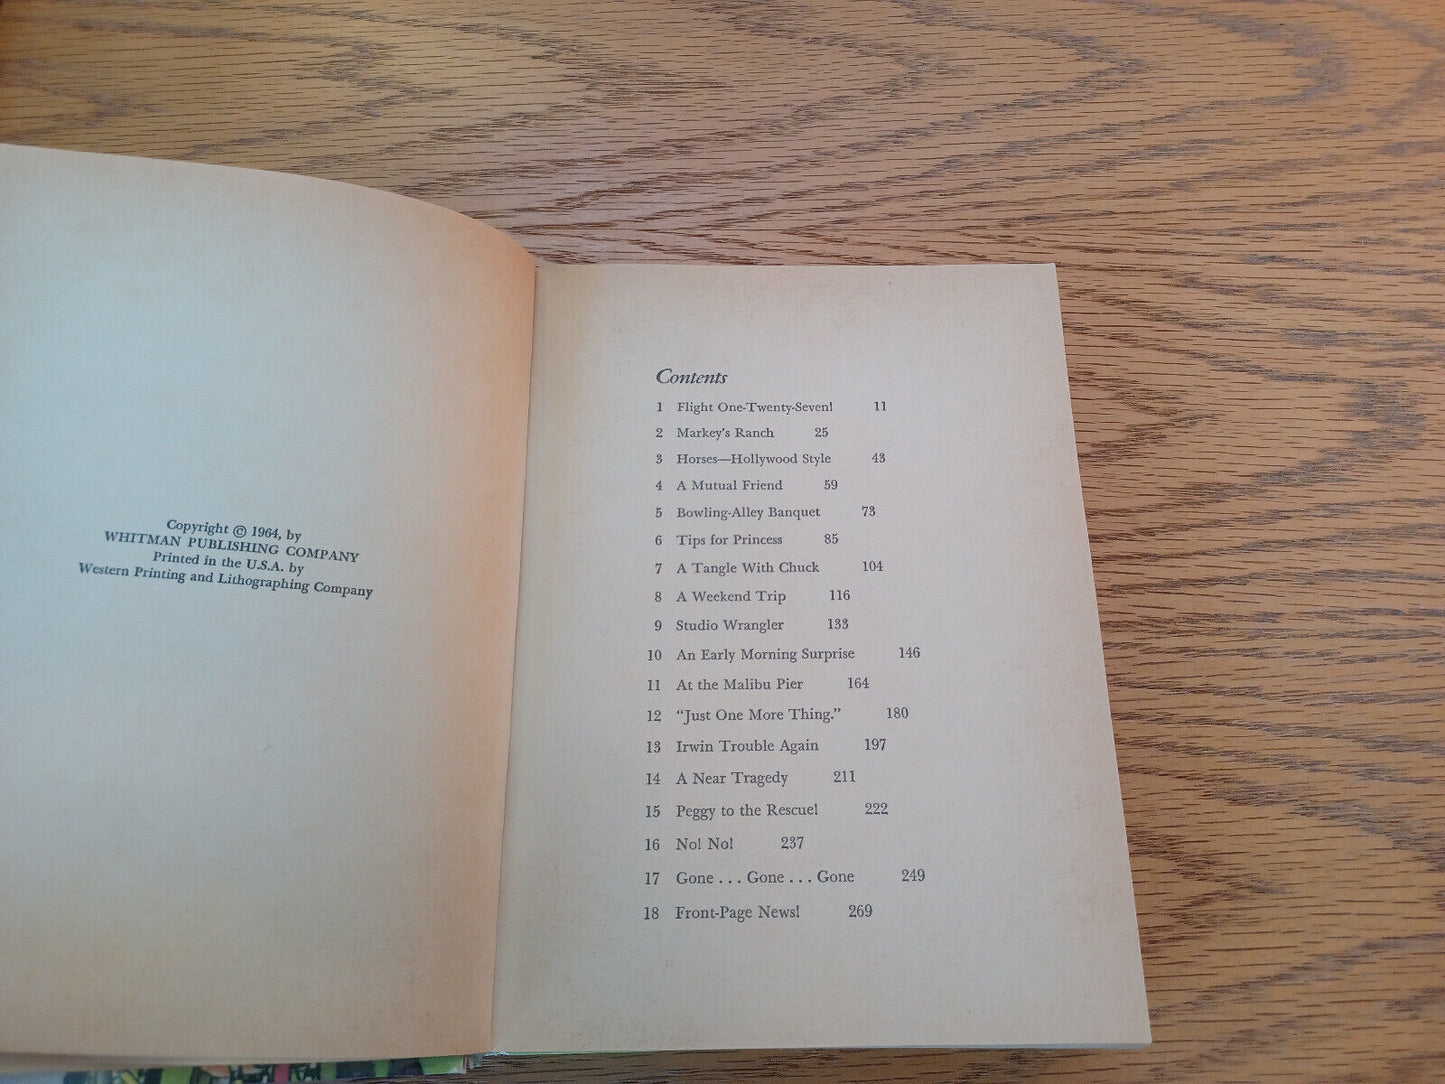 Copyright © 1964, by
WHITMAN PUBLISHING COMPANY
Printed in the U.S.A. by
Western Printing and Lithographing Company
Contents
1 Flight One-Twenty-Seven! 11
2 Markey's Ranch 25
3 Horses—Hollywood Style 43
4 A Mutual Friend 59
5 Bowling-Alley Banquet 73
6 Tips for Princess 85
7 A Tangle With Chuck 104
8 A Weekend Trip 116
9 Studio Wrangler 133
10 An Early Morning Surprise 146
11 At the Malibu Pier 164
12 “Just One More Thing.” 180
13 Irwin Trouble Again 197
14 A Near Tragedy 211
15 Peggy to the Rescue! 222
16 No! No! 237
17 Gone . . . Gone . . . Gone 249
18 Front-Page News! 269